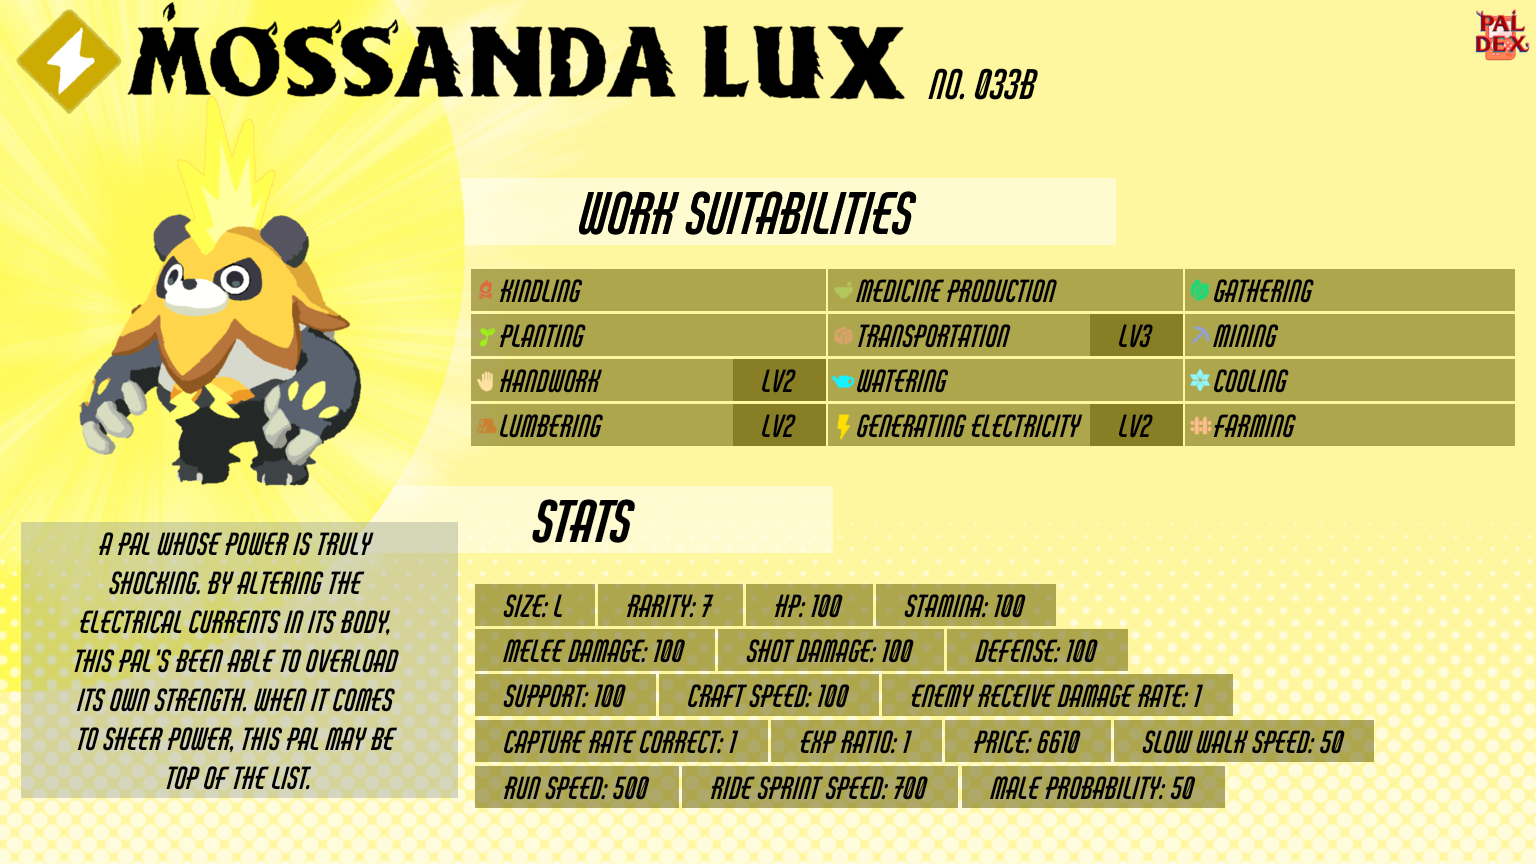 MOSSANDA LUX NO. 033B
PAL
DEX
WORK SUITABILITIES
KINDLING MEDICINE PRODUCTION GATHERING
PLANTING TRANSPORTATION LV3 MINING
HANDWORK LV2 WATERING COOLING
LUMBERING LV2 GENERATING ELECTRICITY LV2 FARMING
A PAL WHOSE POWER IS TRULY
SHOCKING. BY ALTERING THE
ELECTRICAL CURRENTS IN ITS BODY,
THIS PAL'S BEEN ABLE TO OVERLOAD
ITS OWN STRENGTH. WHEN IT COMES
TO SHEER POWER, THIS PAL MAY BE
TOP OF THE LIST.
STATS
SIZE: L RARITY: 7 HP: 100 STAMINA: 100
MELEE DAMAGE: 100 SHOT DAMAGE: 100 DEFENSE: 100
SUPPORT: 100 CRAFT SPEED: 100 ENEMY RECEIVE DAMAGE RATE: 1
CAPTURE RATE CORRECT: 1 EXP RATIO: 1 PRICE: 6610 SLOW WALK SPEED: 50
RUN SPEED: 500 RIDE SPRINT SPEED: 700 MALE PROBABILITY: 50